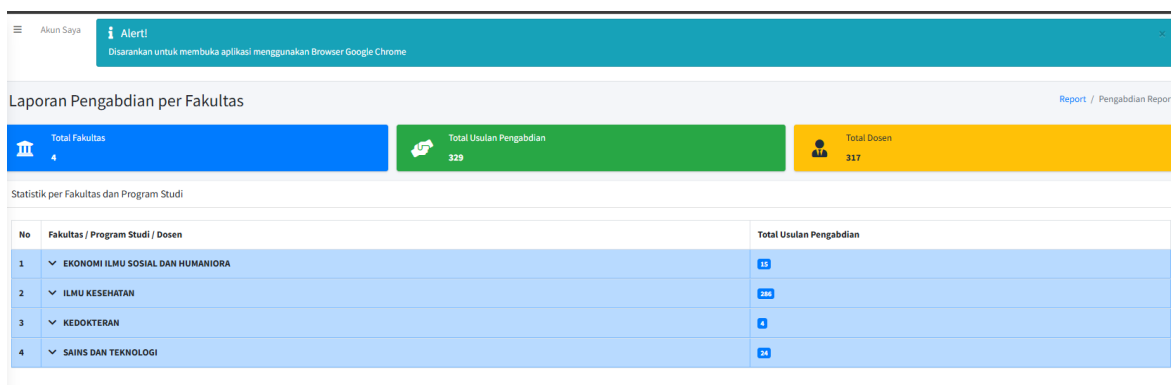 Akun Saya
Alert!
×
Disarankan untuk membuka aplikasi menggunakan Browser Google Chrome
Laporan Pengabdian per Fakultas
Report / Pengabdian Repor
Total Fakultas
4
Total Usulan Pengabdian
329
Total Dosen
317
Statistik per Fakultas dan Program Studi
No Fakultas / Program Studi / Dosen Total Usulan Pengabdian
1 EKONOMI ILMU SOSIAL DAN HUMANIORA 15
2 ILMU KESEHATAN 286
3 KEDOKTERAN 4
4 SAINS DAN TEKNOLOGI 24